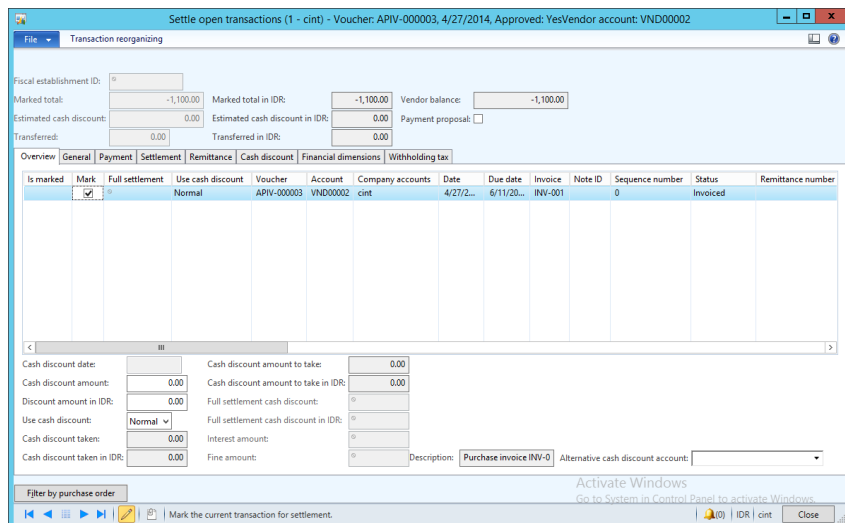 Settle open transactions (1 - cint) - Voucher: APIV-000003, 4/27/2014, Approved: YesVendor account: VND00002
File Transaction reorganizing
Fiscal establishment ID:
Marked total: -1,100.00 Marked total in IDR: -1,100.00 Vendor balance: -1,100.00
Estimated cash discount: 0.00 Estimated cash discount in IDR: 0.00 Payment proposal:
Transferred: 0.00 Transferred in IDR: 0.00
Overview General Payment Settlement Remittance Cash discount Financial dimensions Withholding tax
Is marked Mark Full settlement Use cash discount Voucher Account Company accounts Date Due date Invoice Note ID Sequence number Status Remittance number
Normal APIV-000003 VND00002 cint 4/27/2... 6/11/20... INV-001 0 Invoiced
Cash discount date: Cash discount amount to take: 0.00
Cash discount amount: 0.00 Cash discount amount to take in IDR: 0.00
Discount amount in IDR: 0.00 Full settlement cash discount:
Use cash discount: Normal Full settlement cash discount in IDR:
Cash discount taken: 0.00 Interest amount:
Cash discount taken in IDR: 0.00 Fine amount: Description: Purchase invoice INV-0 Alternative cash discount account:
Activate Windows
Filter by purchase order Go to System in Control Panel to activate Windows.
Mark the current transaction for settlement. (0) IDR cint Close